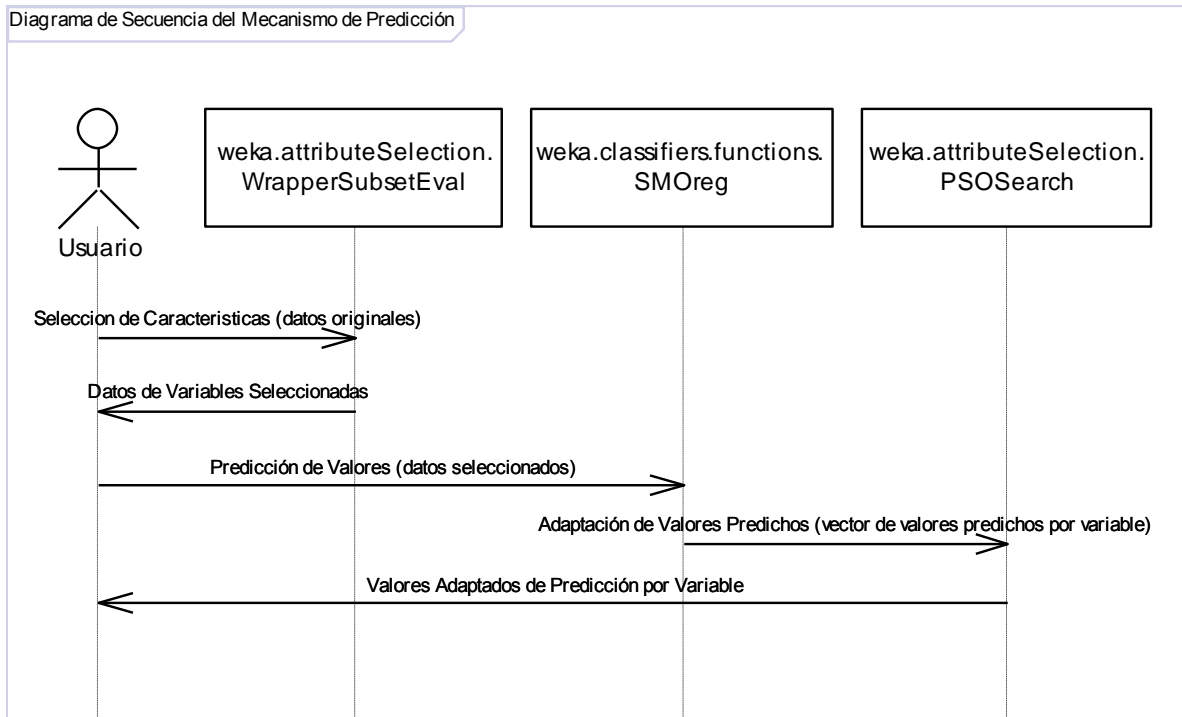 Diagrama de Secuencia del Mecanismo de Predicción
weka.attributeSelection.
WrapperSubsetEval
weka.classifiers.functions.
SMOreg
weka.attributeSelection.
PSOSearch
Usuario
Seleccion de Caracteristicas (datos originales)
Datos de Variables Seleccionadas
Predicción de Valores (datos seleccionados)
Adaptación de Valores Predichos (vector de valores predichos por variable)
Valores Adaptados de Predicción por Variable